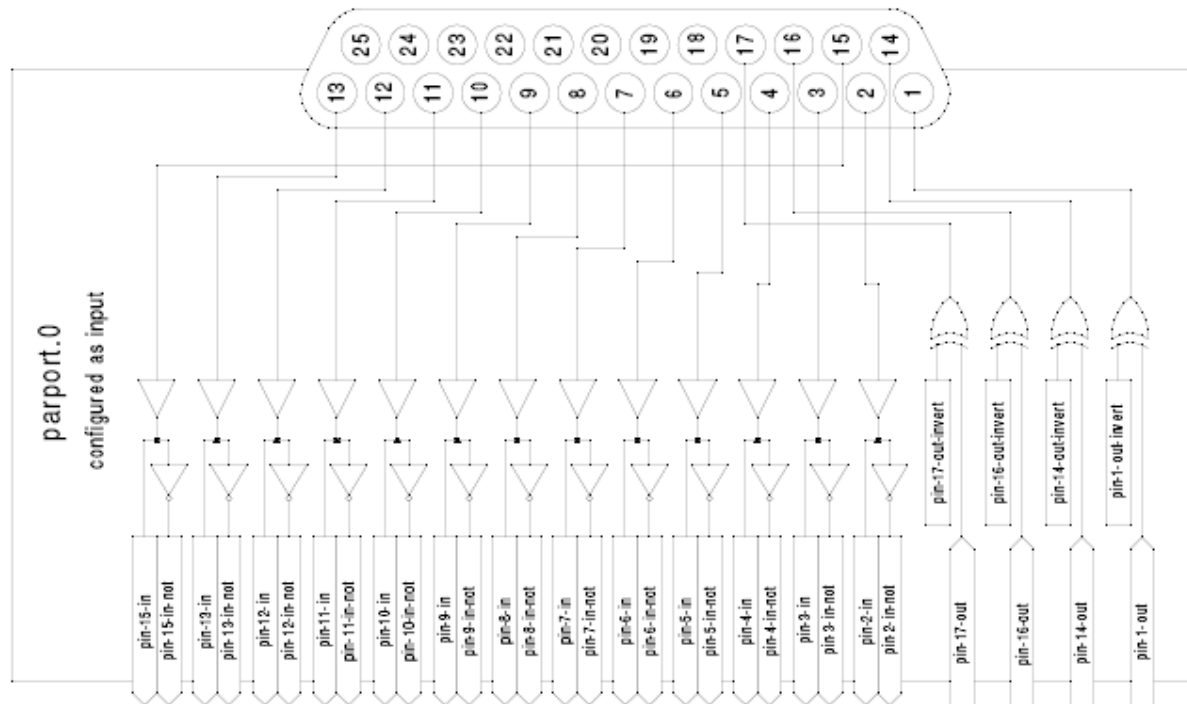 25 24 23 22 21 20 19 18 17 16 15 14
13 12 11 10 9 8 7 6 5 4 3 2 1
parport.0
configured as input
pin-17-out-invert
pin-16-out-invert
pin-14-out-invert
pin-1-out-invert
pin-15-in
pin-15-in-not
pin-13-in
pin-13-in-not
pin-12-in
pin-12-in-not
pin-11-in
pin-11-in-not
pin-10-in
pin-10-in-not
pin-9-in
pin-9-in-not
pin-8-in
pin-8-in-not
pin-7-in
pin-7-in-not
pin-6-in
pin-6-in-not
pin-5-in
pin-5-in-not
pin-4-in
pin-4-in-not
pin-3-in
pin-3-in-not
pin-2-in
pin-2-in-not
pin-17-out
pin-16-out
pin-14-out
pin-1-out